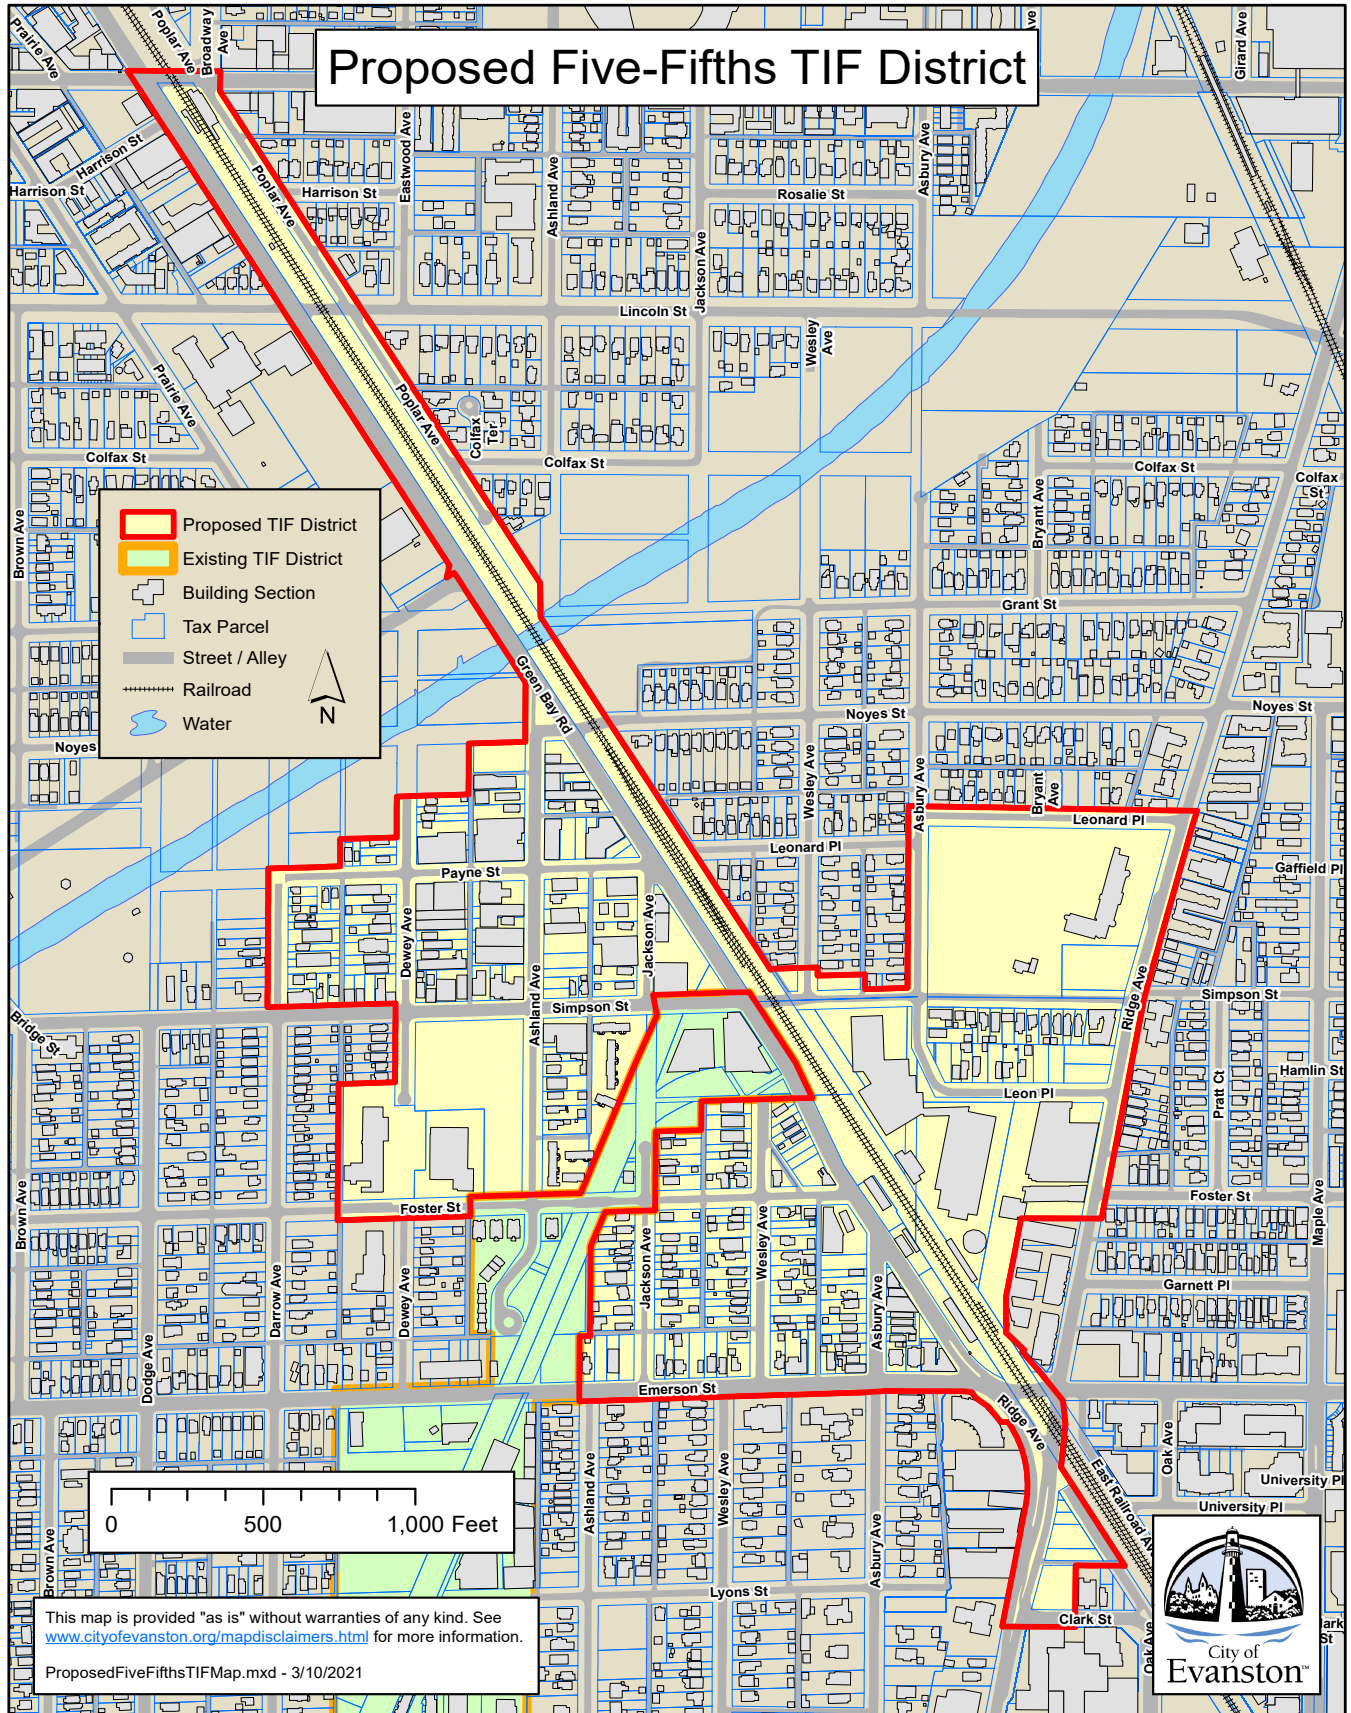 Proposed Five-Fifths TIF District
Prairie Ave
Poplar Ave
Broadway
Ave
Ave
Girard Ave
Harrison St
Harrison St
Poplar Ave
Harrison St
Eastwood Ave
Ashland Ave
Rosalie St
Asbury Ave
Jackson Ave
Lincoln St
Wesley
Ave
Prairie Ave
Poplar Ave
Colfax
Ter.
Colfax St
Colfax St
Colfax St
Colfax
St
Brown Ave
Bryant Ave
Proposed TIF District
Existing TIF District
Building Section
Tax Parcel
Street / Alley
Railroad
Water
N
Grant St
Green Bay Rd
Noyes
Noyes St
Noyes St
Wesley Ave
Asbury Ave
Bryant
Ave
Leonard Pl
Leonard Pl
Payne St
Gaffield Pl
Dewey Ave
Ashland Ave
Jackson Ave
Ridge Ave
Simpson St
Simpson St
Bridge St
Hamlin St
Pratt Ct
Leon Pl
Foster St
Foster St
Brown Ave
Maple Ave
Darrow Ave
Dewey Ave
Jackson Ave
Wesley Ave
Asbury Ave
Garnett Pl
Dodge Ave
Emerson St
Ridge Ave
Oak Ave
East Railroad Av
University Pl
University Pl
Ashland Ave
Wesley Ave
Asbury Ave
Brown Ave
0 500 1,000 Feet
Lyons St
Clark St
Oak Ave
lark
St
This map is provided "as is" without warranties of any kind. See
www.cityofevanston.org/mapdisclaimers.html for more information.
ProposedFiveFifthsTIFMap.mxd - 3/10/2021
City of
Evanston™